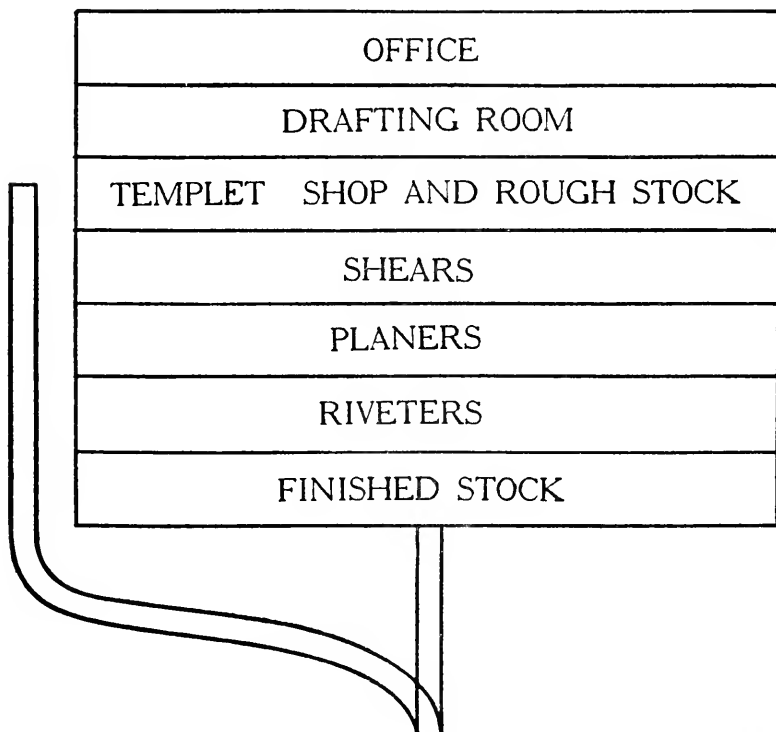 OFFICE
DRAFTING ROOM
TEMPLET SHOP AND ROUGH STOCK
SHEARS
PLANERS
RIVETERS
FINISHED STOCK